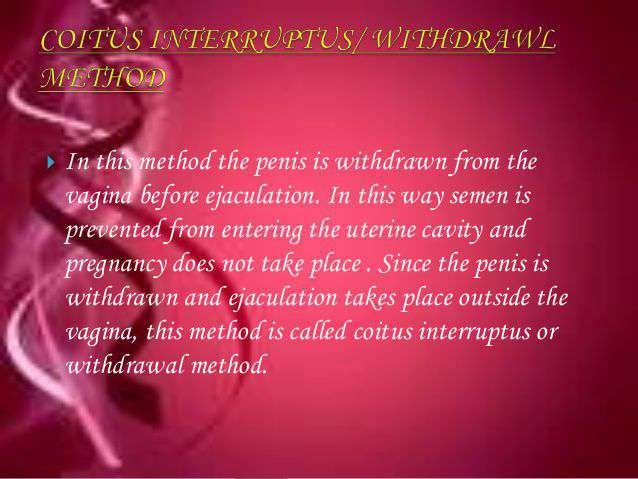 COITUS INTERRUPTUS/ WITHDRAWL
METHOD
In this method the penis is withdrawn from the
vagina before ejaculation. In this way semen is
prevented from entering the uterine cavity and
pregnancy does not take place . Since the penis is
withdrawn and ejaculation takes place outside the
vagina, this method is called coitus interruptus or
withdrawal method.